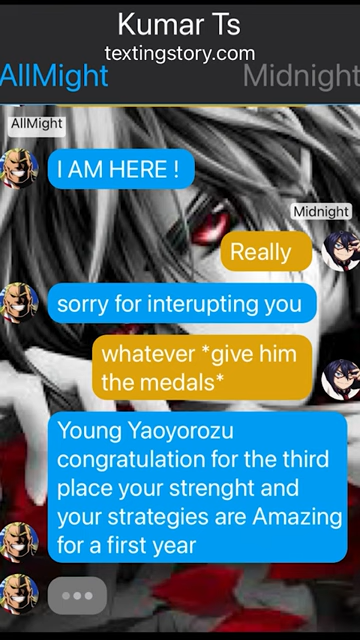 Kumar Ts
textingstory.com
AllMight
Midnight
AllMight
I AM HERE !
Midnight
Really
sorry for interupting you
whatever *give him
the medals*
Young Yaoyorozu
congratulation for the third
place your strenght and
your strategies are Amazing
for a first year